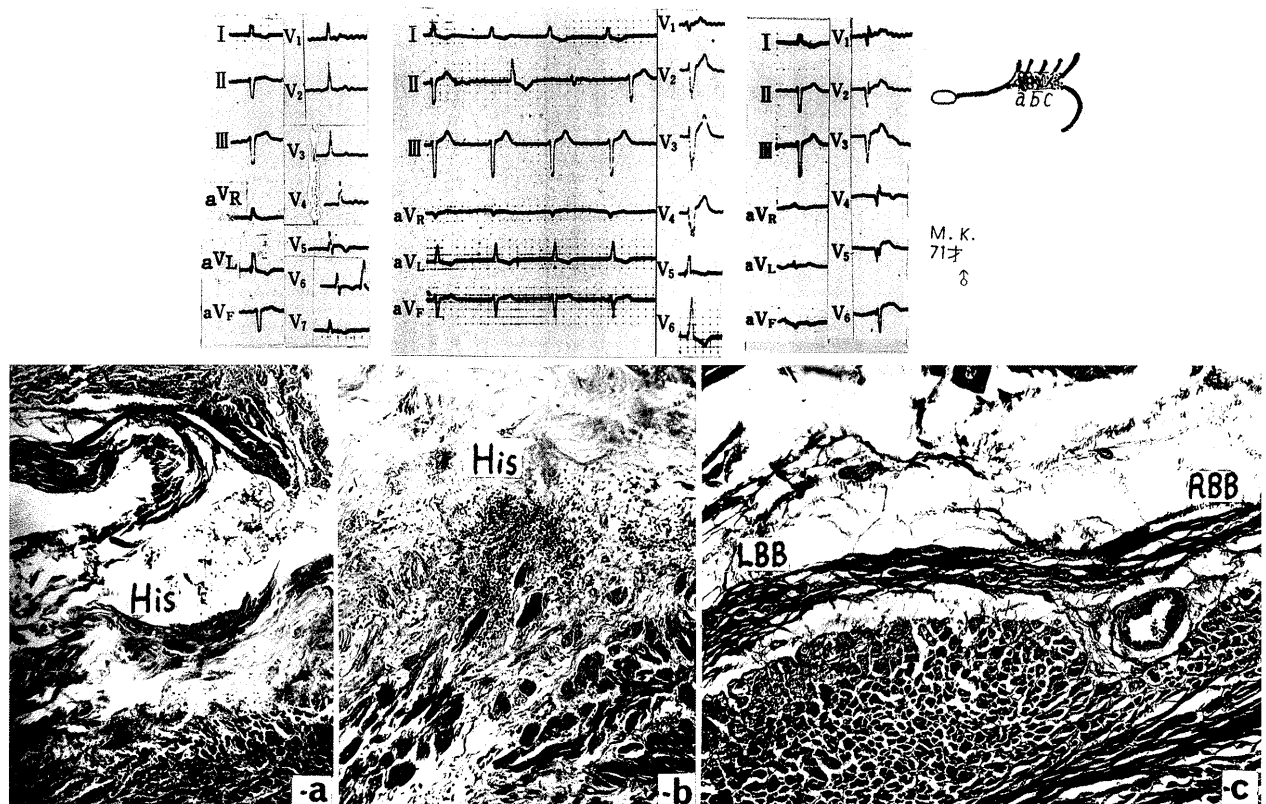 I
II
III
aVR
aVL
aVF
V1
V2
V3
V4
V5
V6
V7
I
II
III
aVR
aVL
aVF
V1
V2
V3
V4
V5
V6
I
II
III
aVR
aVL
aVF
V1
V2
V3
V4
V5
V6
a b c
M. K.
71才
♂
His
-a
His
-b
LBB
RBB
-c